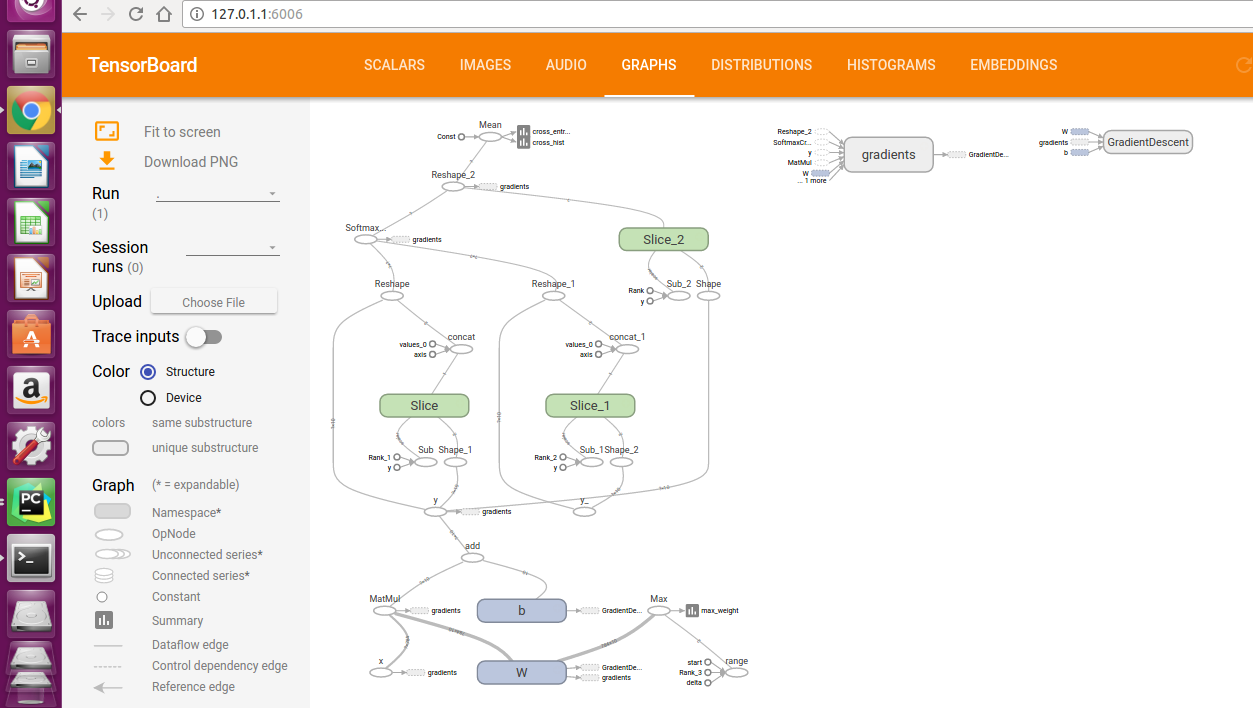 127.0.1.1:6006
TensorBoard
SCALARS
IMAGES
AUDIO
GRAPHS
DISTRIBUTIONS
HISTOGRAMS
EMBEDDINGS
Fit to screen
Download PNG
Run
(1)
.
Session
runs (0)
Upload
Choose File
Trace inputs
Color
Structure
Device
colors
same substructure
unique substructure
Graph
(* = expandable)
Namespace*
OpNode
Unconnected series*
Connected series*
Constant
Summary
Dataflow edge
Control dependency edge
Reference edge
Mean
Const
cross_entr...
cross_hist
Reshape_2
gradients
Softmax...
gradients
Slice_2
Reshape
Reshape_1
Rank
y
Sub_2
Shape
concat
values_0
axis
concat_1
values_0
axis
Slice
Slice_1
Rank_1
y
Sub
Shape_1
Rank_2
y
Sub_1
Shape_2
y
gradients
y_
add
MatMul
gradients
b
GradientDe...
Max
max_weight
x
gradients
W
GradientDe...
gradients
start
Rank_3
delta
range
Reshape_2
SoftmaxCr...
y
MatMul
W
... 1 more
gradients
GradientDe...
W
gradients
b
GradientDescent
PC
a
A
>_